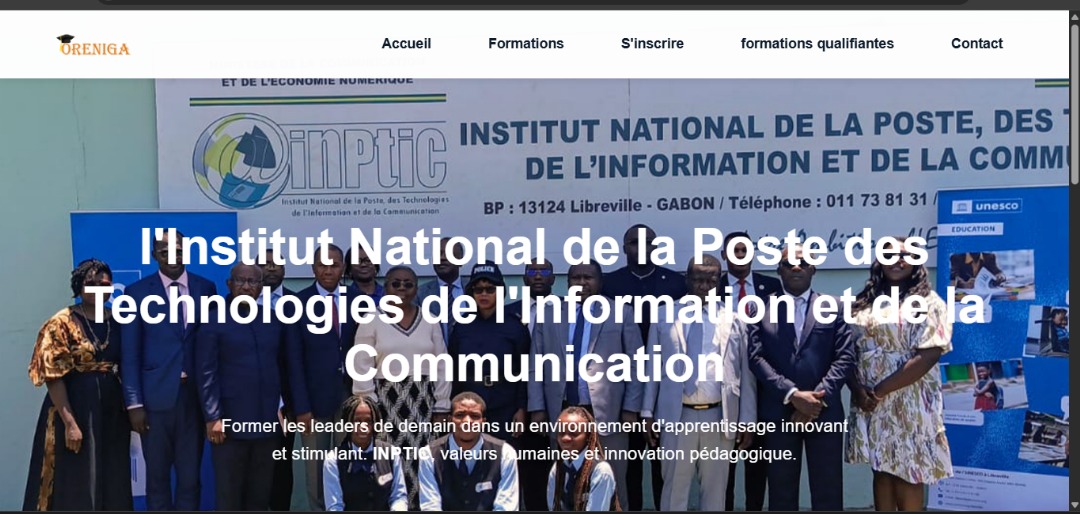 ORENIGA
Accueil
Formations
S'inscrire
formations qualifiantes
Contact
ET DE L'ECONOMIE NUMERIQUE
inPtic
INSTITUT NATIONAL DE LA POSTE, DES
DE L'INFORMATION ET DE LA COMMU
Institut National de la Poste, des Technologies
de l'Information et de la Communication
BP : 13124 Libreville - GABON / Téléphone : 011 73 81 31 /
unesco
EDUCATION
l'Institut National de la Poste des
Technologies de l'Information et de la
Communication
POLICE
Former les leaders de demain dans un environnement d'apprentissage innovant
et stimulant. INPTIC, valeurs humaines et innovation pédagogique.